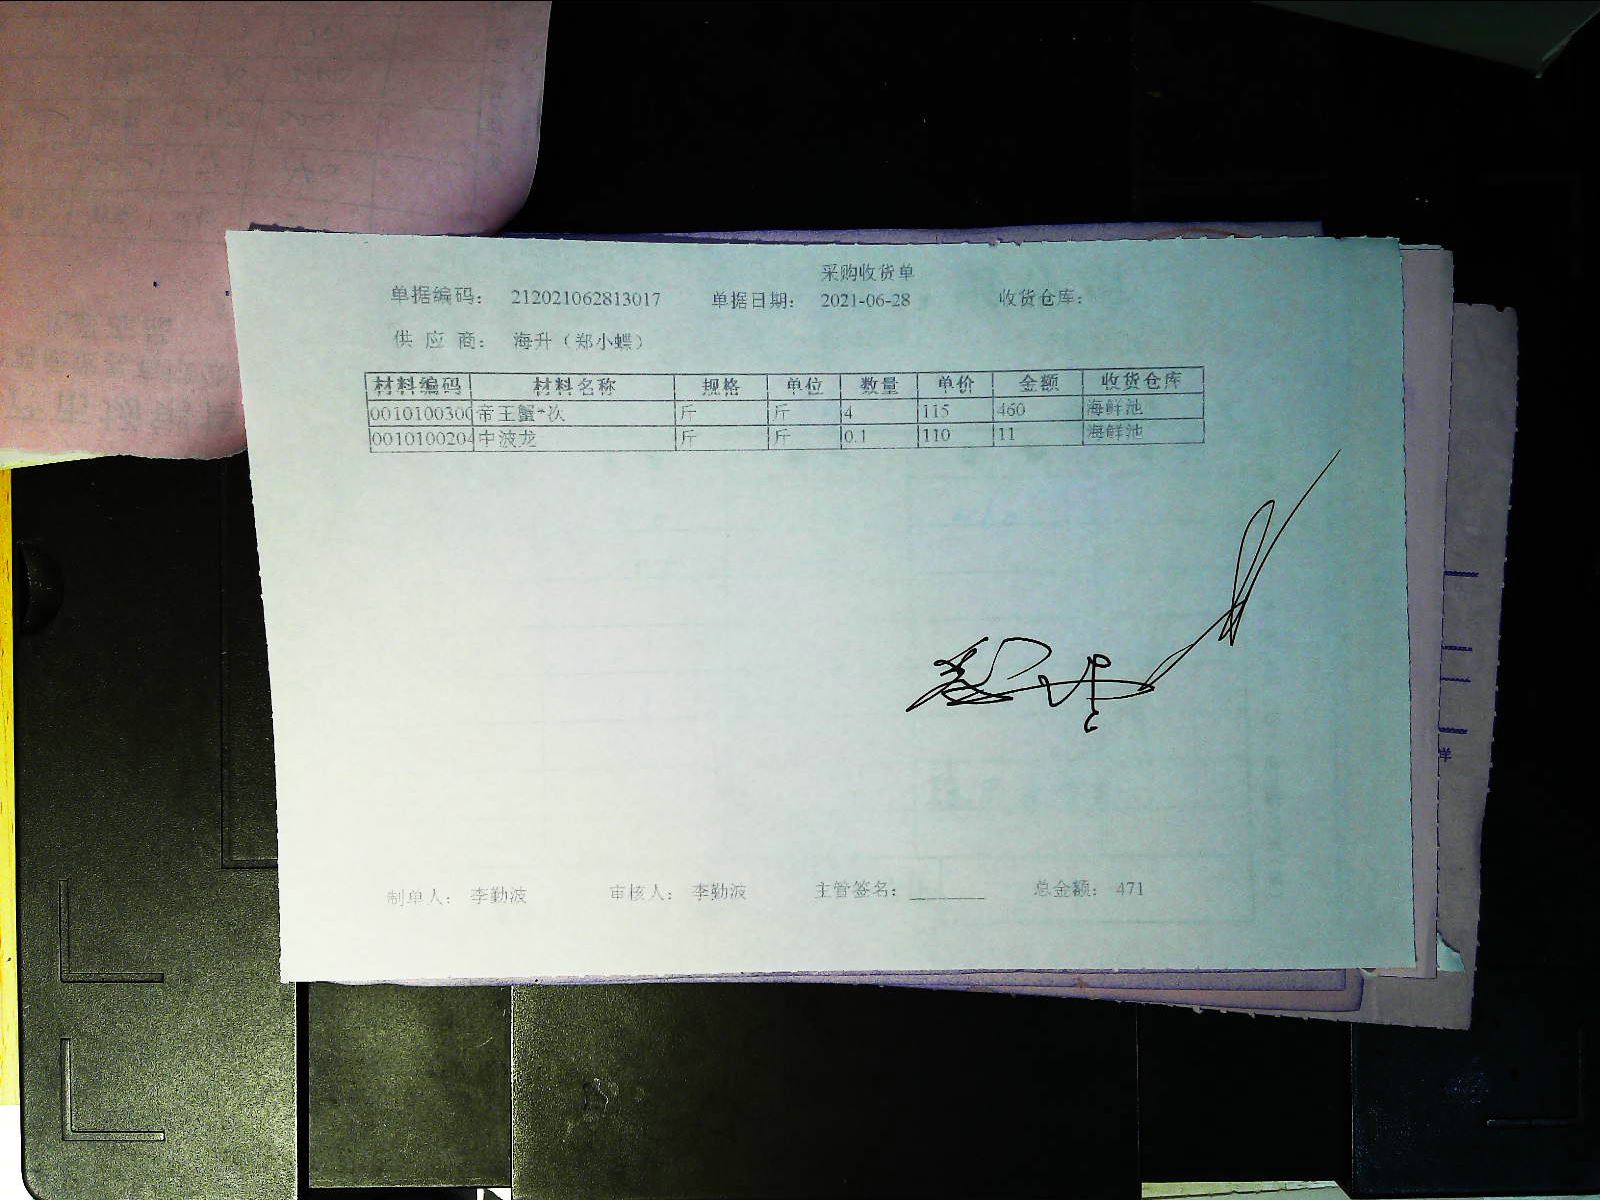 采购收货单
单据编码： 212021062813017 单据日期： 2021-06-28 收货仓库：
供 应 商： 海升（郑小蝶）
材料编码 材料名称 规格 单位 数量 单价 金额 收货仓库
0010100300 帝王蟹*次 斤 斤 4 115 460 海鲜池
0010100204 中波龙 斤 斤 0.1 110 11 海鲜池
制单人： 李勤波 审核人： 李勤波 主管签名： 总金额： 471